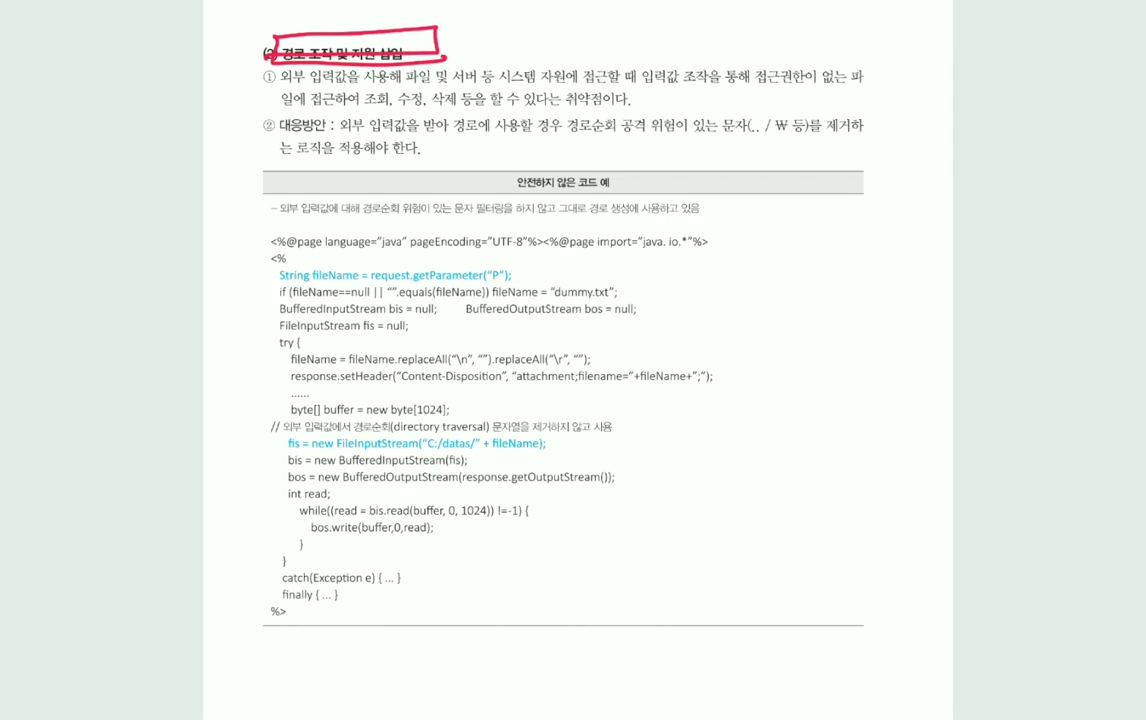 (2) 경로 조작 및 자원 삽입
① 외부 입력값을 사용해 파일 및 서버 등 시스템 자원에 접근할 때 입력값 조작을 통해 접근권한이 없는 파
일에 접근하여 조회, 수정, 삭제 등을 할 수 있다는 취약점이다.
② 대응방안 : 외부 입력값을 받아 경로에 사용할 경우 경로순회 공격 위험이 있는 문자(.. / ₩ 등)를 제거하
는 로직을 적용해야 한다.
안전하지 않은 코드 예
– 외부 입력값에 대해 경로순회 위험이 있는 문자 필터링을 하지 않고 그대로 경로 생성에 사용하고 있음
<%@page language="java" pageEncoding="UTF-8"%><%@page import="java. io.*"%>
<%
String fileName = request.getParameter("P");
if (fileName==null || "".equals(fileName)) fileName = "dummy.txt";
BufferedInputStream bis = null; BufferedOutputStream bos = null;
FileInputStream fis = null;
try {
fileName = fileName.replaceAll("\n", "").replaceAll("\r", "");
response.setHeader("Content-Disposition", "attachment;filename="+fileName+";");
......
byte[] buffer = new byte[1024];
// 외부 입력값에서 경로순회(directory traversal) 문자열을 제거하지 않고 사용
fis = new FileInputStream("C:/datas/" + fileName);
bis = new BufferedInputStream(fis);
bos = new BufferedOutputStream(response.getOutputStream());
int read;
while((read = bis.read(buffer, 0, 1024)) !=-1) {
bos.write(buffer,0,read);
}
}
catch(Exception e) { ... }
finally { ... }
%>